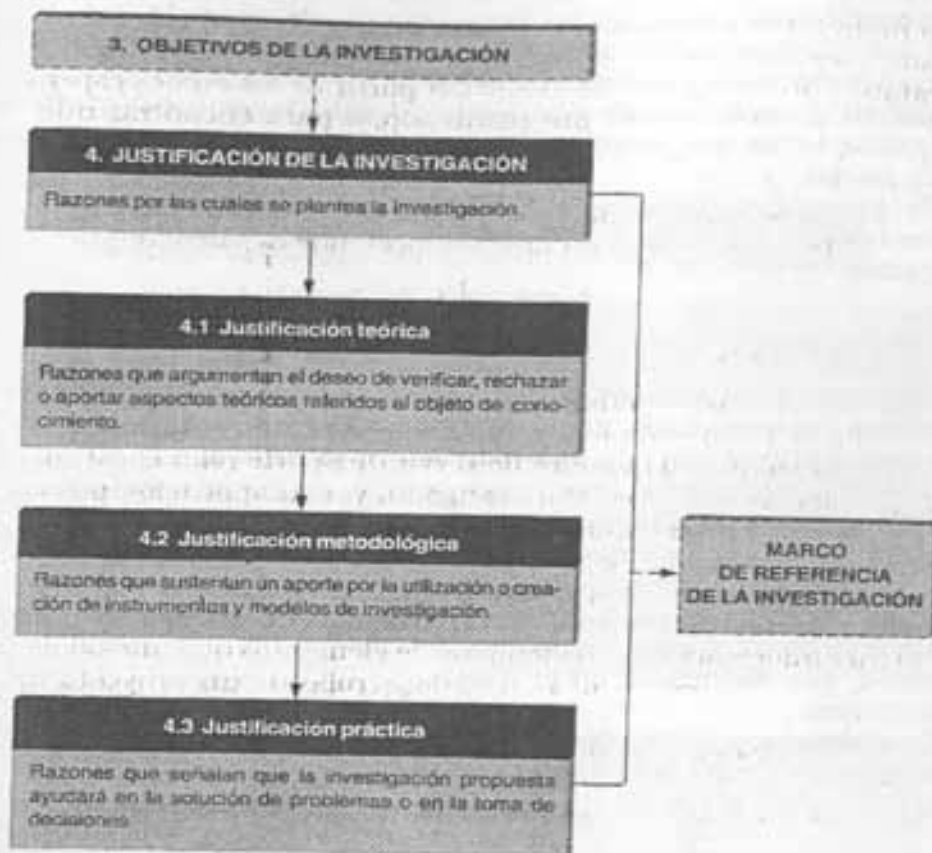 3. OBJETIVOS DE LA INVESTIGACIÓN
4. JUSTIFICACIÓN DE LA INVESTIGACIÓN
Razones por las cuales se plantea la investigación.
4.1 Justificación teórica
Razones que argumentan el deseo de verificar, rechazar
o aportar aspectos teóricos referidos al objeto de cono-
cimiento.
4.2 Justificación metodológica
Razones que sustentan un aporte por la utilización o crea-
ción de instrumentos y modelos de investigación.
MARCO
DE REFERENCIA
DE LA INVESTIGACIÓN
4.3 Justificación práctica
Razones que señalan que la investigación propuesta
ayudará en la solución de problemas o en la toma de
decisiones.